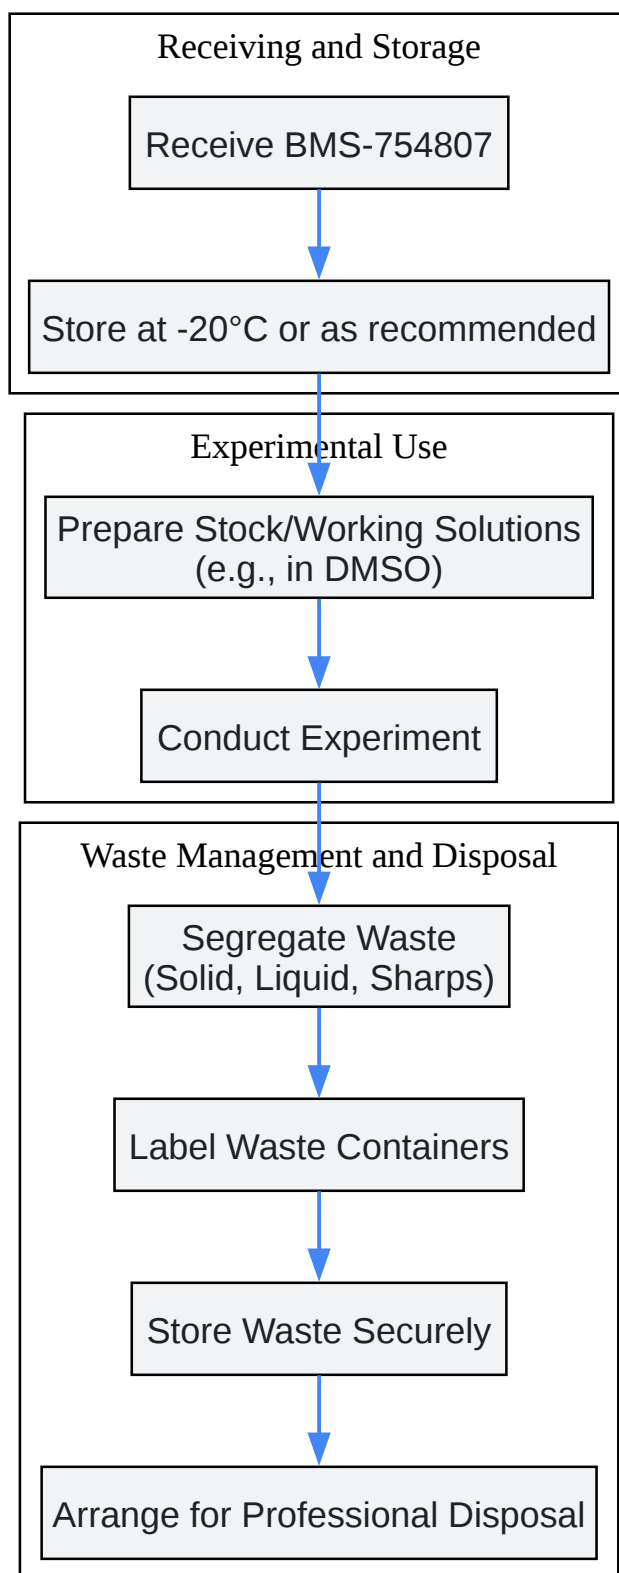 Receiving and Storage
Receive BMS-754807
Store at -20°C or as recommended
Experimental Use
Prepare Stock/Working Solutions
(e.g., in DMSO)
Conduct Experiment
Waste Management and Disposal
Segregate Waste
(Solid, Liquid, Sharps)
Label Waste Containers
Store Waste Securely
Arrange for Professional Disposal